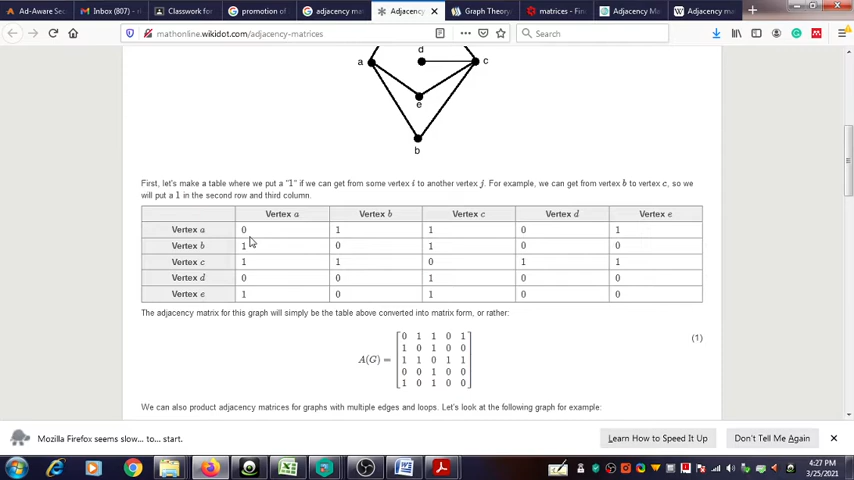 Ad-Aware Sec
Inbox (807) - m
Classwork for
promotion of
adjacency ma
Adjacency
Graph Theory
matrices - Fin
Adjacency Ma
Adjacency ma
mathonline.wikidot.com/adjacency-matrices
Search
d
a
c
e
b
First, let's make a table where we put a "1" if we can get from some vertex i to another vertex j. For example, we can get from vertex b to vertex c, so we
will put a 1 in the second row and third column.
Vertex a Vertex b Vertex c Vertex d Vertex e
Vertex a 0 1 1 0 1
Vertex b 1 0 1 0 0
Vertex c 1 1 0 1 1
Vertex d 0 0 1 0 0
Vertex e 1 0 1 0 0
The adjacency matrix for this graph will simply be the table above converted into matrix form, or rather:
0 1 1 0 1
1 0 1 0 0
A(G) = 1 1 0 1 1 (1)
0 0 1 0 0
1 0 1 0 0
We can also product adjacency matrices for graphs with multiple edges and loops. Let's look at the following graph for example:
Mozilla Firefox seems slow... to... start.
Learn How to Speed It Up
Don't Tell Me Again
4:27 PM
3/25/2021